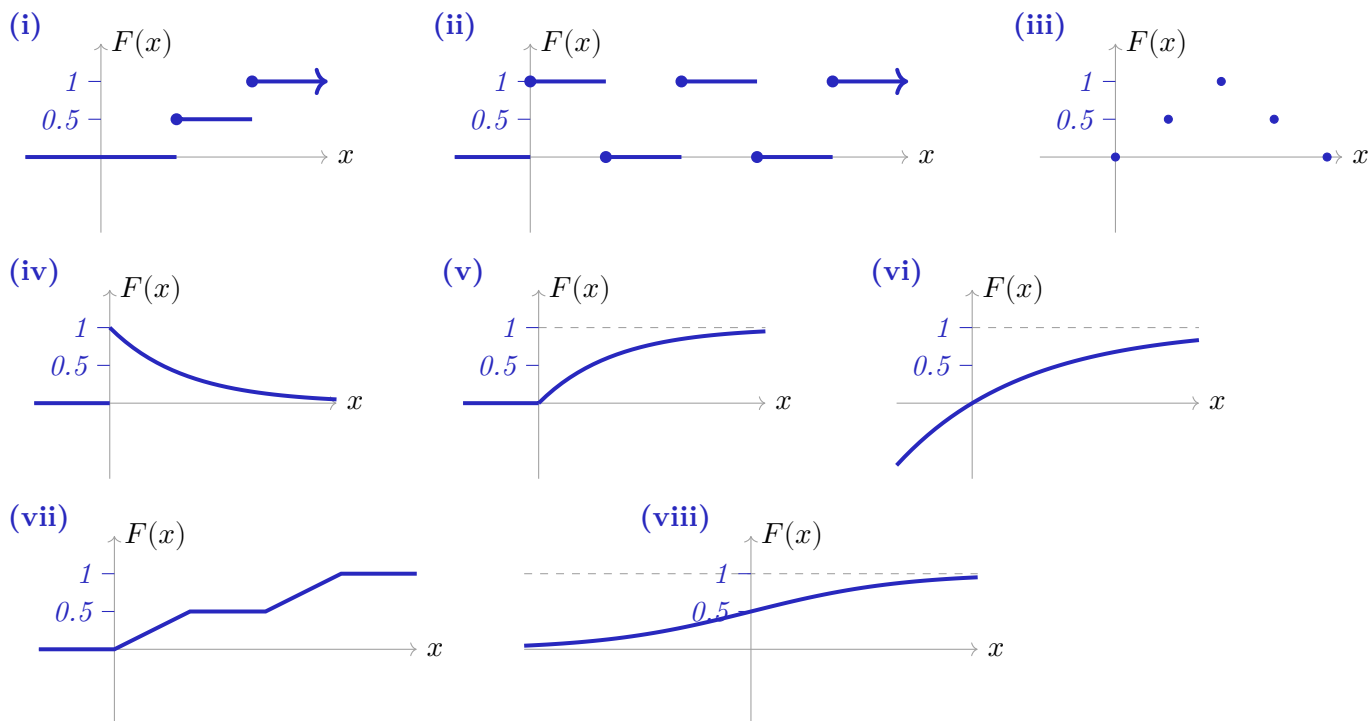 (i) (ii) (iii)
F(x) F(x) F(x)
1 1 1
0.5 0.5 0.5
x x x
(iv) (v) (vi)
F(x) F(x) F(x)
1 1 1
0.5 0.5 0.5
x x x
(vii) (viii)
F(x) F(x)
1 1
0.5 0.5
x x